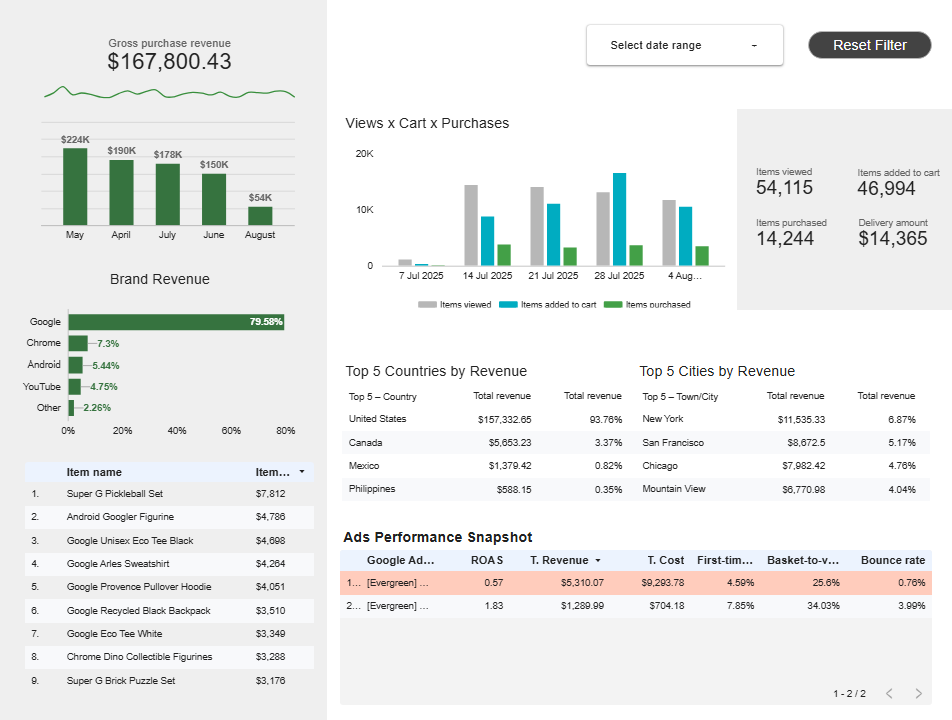 Gross purchase revenue
$167,800.43
$224K
$190K
$178K
$150K
$54K
May April July June August
Brand Revenue
Google 79.58%
Chrome 7.3%
Android 5.44%
YouTube 4.75%
Other 2.26%
0% 20% 40% 60% 80%
Item name Item...
1. Super G Pickleball Set $7,812
2. Android Googler Figurine $4,786
3. Google Unisex Eco Tee Black $4,698
4. Google Arles Sweatshirt $4,264
5. Google Provence Pullover Hoodie $4,051
6. Google Recycled Black Backpack $3,510
7. Google Eco Tee White $3,349
8. Chrome Dino Collectible Figurines $3,288
9. Super G Brick Puzzle Set $3,176
Select date range -
Reset Filter
Views x Cart x Purchases
20K
10K
0
7 Jul 2025 14 Jul 2025 21 Jul 2025 28 Jul 2025 4 Aug...
Items viewed Items added to cart Items purchased
Items viewed
54,115
Items added to cart
46,994
Items purchased
14,244
Delivery amount
$14,365
Top 5 Countries by Revenue
Top 5 – Country Total revenue Total revenue
United States $157,332.65 93.76%
Canada $5,653.23 3.37%
Mexico $1,379.42 0.82%
Philippines $588.15 0.35%
Top 5 Cities by Revenue
Top 5 – Town/City Total revenue Total revenue
New York $11,535.33 6.87%
San Francisco $8,672.5 5.17%
Chicago $7,982.42 4.76%
Mountain View $6,770.98 4.04%
Ads Performance Snapshot
Google Ad... ROAS T. Revenue T. Cost First-tim... Basket-to-v... Bounce rate
1... [Evergreen] ... 0.57 $5,310.07 $9,293.78 4.59% 25.6% 0.76%
2... [Evergreen] ... 1.83 $1,289.99 $704.18 7.85% 34.03% 3.99%
1 - 2 / 2